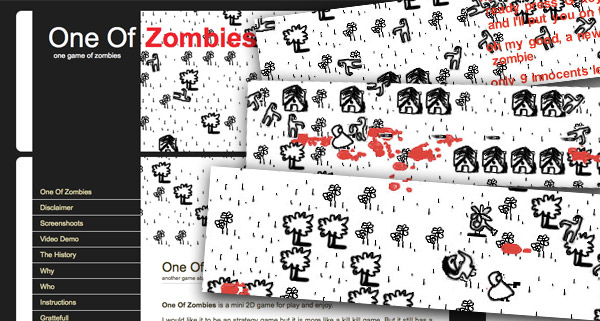 One Of Zombies
one game of zombies
ready press
and I'll put you on
oh my good, a new
zombie
only 9 innocents le
One Of Zombies
Disclaimer
Screenshoots
Video Demo
The History
Why
Who
Instructions
Gratefull
One Of
another game
One Of Zombies is a mini 2D game for play and enjoy.
I would like it to be an strategy game but it is more like a kill kill game. But it still has a